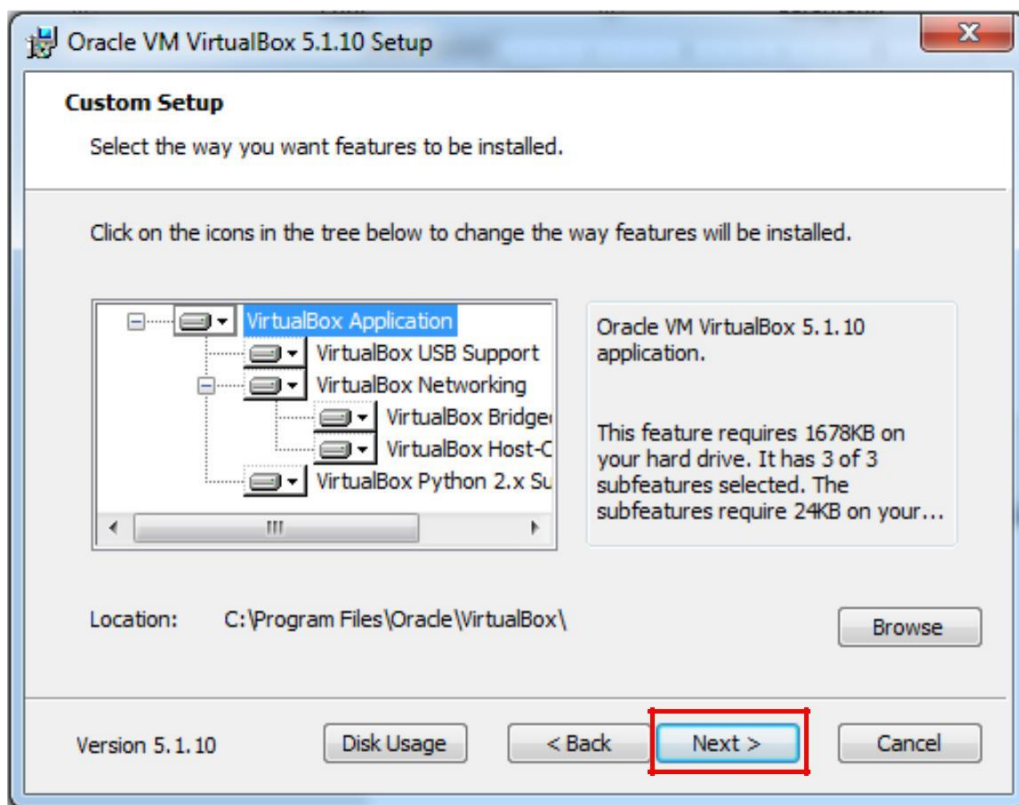 Oracle VM VirtualBox 5.1.10 Setup
Custom Setup
Select the way you want features to be installed.
Click on the icons in the tree below to change the way features will be installed.
VirtualBox Application
VirtualBox USB Support
VirtualBox Networking
VirtualBox Bridge
VirtualBox Host-C
VirtualBox Python 2.x Su
Oracle VM VirtualBox 5.1.10
application.
This feature requires 1678KB on
your hard drive. It has 3 of 3
subfeatures selected. The
subfeatures require 24KB on your...
Location: C:\Program Files\Oracle\VirtualBox\
Browse
Version 5.1.10
Disk Usage
< Back
Next >
Cancel